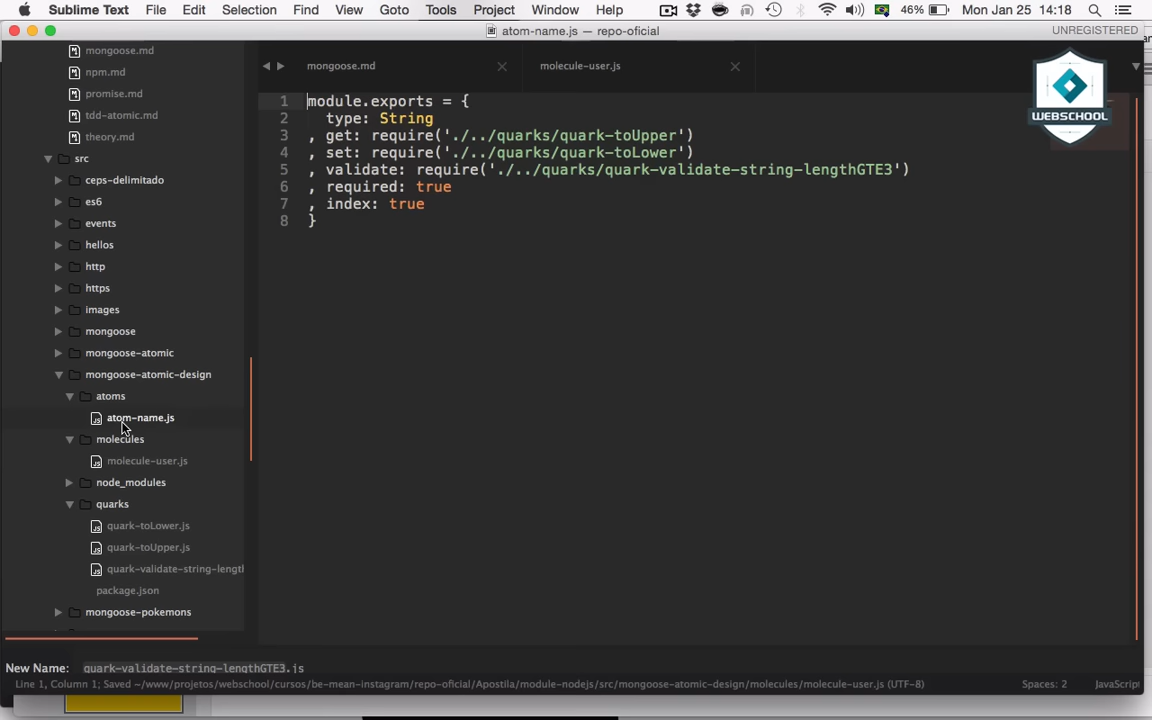 Sublime Text File Edit Selection Find View Goto Tools Project Window Help 46% Mon Jan 25 14:18
atom-name.js — repo-oficial UNREGISTERED
mongoose.md
npm.md
promise.md
tdd-atomic.md
theory.md
src
ceps-delimitado
es6
events
hellos
http
https
images
mongoose
mongoose-atomic
mongoose-atomic-design
atoms
atom-name.js
molecules
molecule-user.js
node_modules
quarks
quark-toLower.js
quark-toUpper.js
quark-validate-string-lengtl
package.json
mongoose-pokemons
mongoose.md molecule-user.js
WEBSCHOOL
1 module.exports = {
2 type: String
3 , get: require('./../quarks/quark-toUpper')
4 , set: require('./../quarks/quark-toLower')
5 , validate: require('./../quarks/quark-validate-string-lengthGTE3')
6 , required: true
7 , index: true
8 }
New Name: quark-validate-string-lengthGTE3.js
Line 1, Column 1; Saved ~/www/projetos/webschool/cursos/be-mean-instagram/repo-oficial/Apostila/module-nodejs/src/mongoose-atomic-design/molecules/molecule-user.js (UTF-8) Spaces: 2 JavaScript